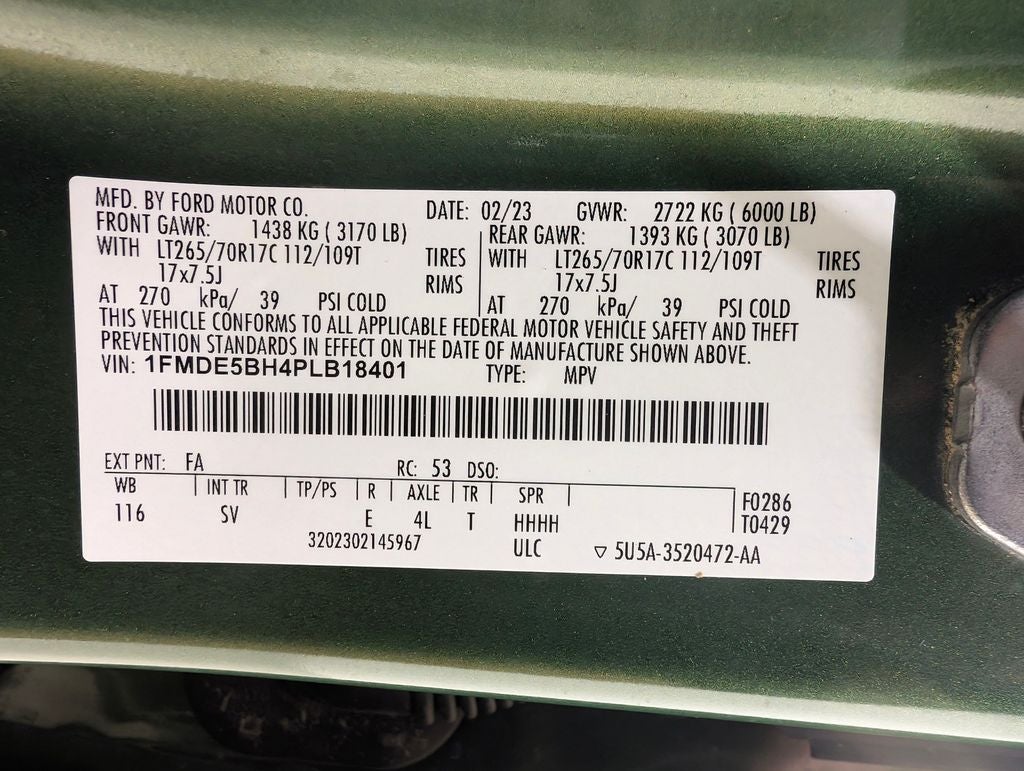 MFD. BY FORD MOTOR CO. DATE: 02/23 GVWR: 2722 KG ( 6000 LB)
FRONT GAWR: 1438 KG ( 3170 LB) REAR GAWR: 1393 KG ( 3070 LB)
WITH LT265/70R17C 112/109T TIRES WITH LT265/70R17C 112/109T TIRES
17x7.5J RIMS 17x7.5J RIMS
AT 270 kPa/ 39 PSI COLD AT 270 kPa/ 39 PSI COLD
THIS VEHICLE CONFORMS TO ALL APPLICABLE FEDERAL MOTOR VEHICLE SAFETY AND THEFT
PREVENTION STANDARDS IN EFFECT ON THE DATE OF MANUFACTURE SHOWN ABOVE.
VIN: 1FMDE5BH4PLB18401 TYPE: MPV
EXT PNT: FA RC: 53 DSO:
WB INT TR TP/PS R AXLE TR SPR F0286
116 SV E 4L T HHHH T0429
3202302145967 ULC ▽ 5U5A-3520472-AA